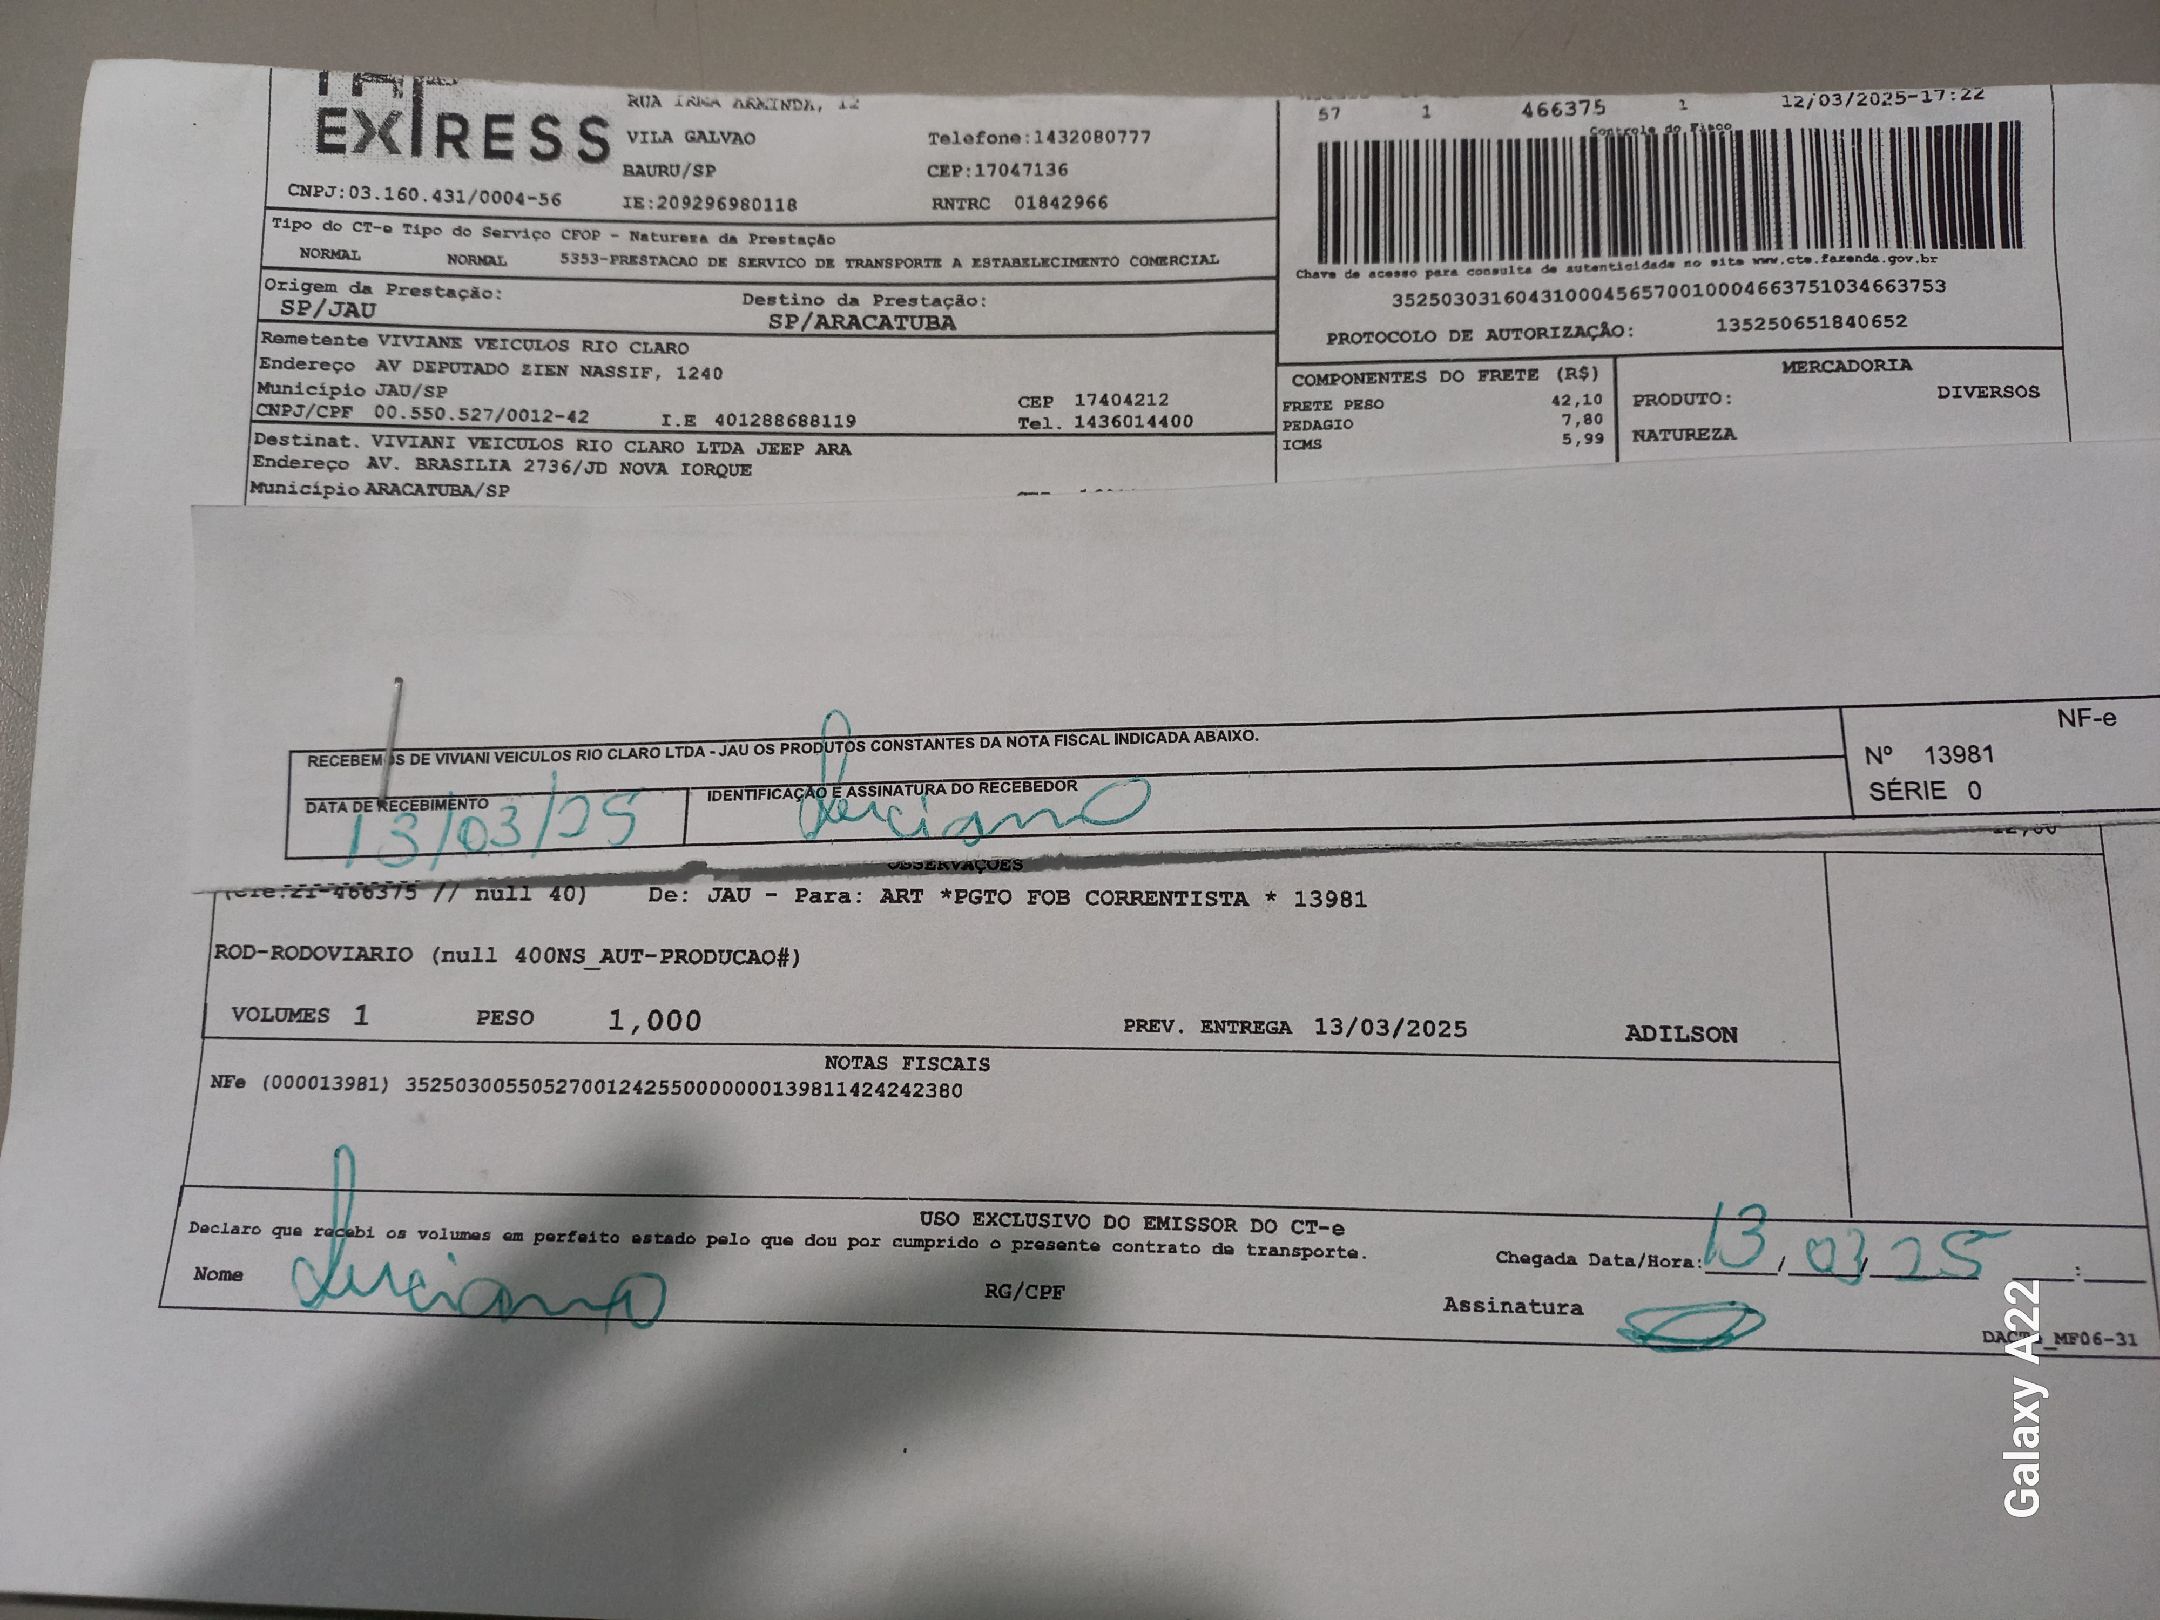 EXPRESS
RUA IRMA ARMINDA, 12
VILA GALVAO Telefone:1432080777
BAURU/SP CEP:17047136
CNPJ:03.160.431/0004-56 IE:209296980118 RNTRC 01842966
57 1 466375 1 12/03/2025-17:22
Controle do Fisco
Tipo do CT-e Tipo do Serviço CFOP - Natureza da Prestação
NORMAL NORMAL 5353-PRESTACAO DE SERVICO DE TRANSPORTE A ESTABELECIMENTO COMERCIAL
Chave de acesso para consulta de autenticidade no site www.cte.fazenda.gov.br
35250303160431000456570010004663751034663753
PROTOCOLO DE AUTORIZAÇÃO: 135250651840652
Origem da Prestação: Destino da Prestação:
SP/JAU SP/ARACATUBA
Remetente VIVIANE VEICULOS RIO CLARO
Endereço AV DEPUTADO ZIEN NASSIF, 1240
Município JAU/SP CEP 17404212
CNPJ/CPF 00.550.527/0012-42 I.E 401288688119 Tel. 1436014400
COMPONENTES DO FRETE (R$) MERCADORIA
FRETE PESO 42,10 PRODUTO: DIVERSOS
PEDAGIO 7,80
ICMS 5,99 NATUREZA
Destinat. VIVIANI VEICULOS RIO CLARO LTDA JEEP ARA
Endereço AV. BRASILIA 2736/JD NOVA IORQUE
Município ARACATUBA/SP
RECEBEMOS DE VIVIANI VEICULOS RIO CLARO LTDA - JAU OS PRODUTOS CONSTANTES DA NOTA FISCAL INDICADA ABAIXO.
NF-e
Nº 13981
SÉRIE 0
DATA DE RECEBIMENTO IDENTIFICAÇÃO E ASSINATURA DO RECEBEDOR
13/03/25 Luciano
OBSERVAÇÕES
(Cte:21-466375 // null 40) De: JAU - Para: ART *PGTO FOB CORRENTISTA * 13981
ROD-RODOVIARIO (null 400NS_AUT-PRODUCAO#)
VOLUMES 1 PESO 1,000 PREV. ENTREGA 13/03/2025 ADILSON
NOTAS FISCAIS
NFe (000013981) 35250300550527001242550000000139811424242380
USO EXCLUSIVO DO EMISSOR DO CT-e
Declaro que recebi os volumes em perfeito estado pelo que dou por cumprido o presente contrato de transporte.
Chegada Data/Hora: 13/03/25 :
Nome Luciano RG/CPF Assinatura
DACTE_MF06-31
Galaxy A22